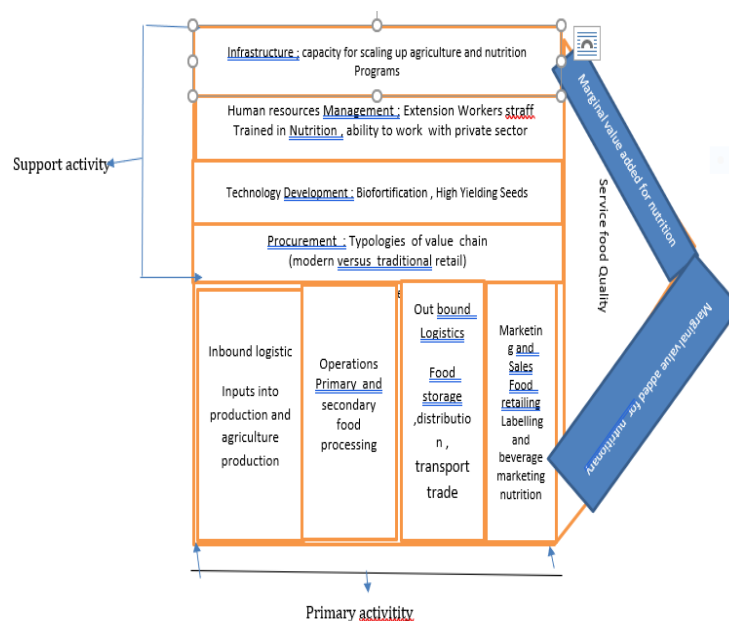 Infrastructure ; capacity for scaling up agriculture and nutrition
Programs
Human resources Management ; Extension Workers straff
Trained in Nutrition , ability to work with private sector
Support activity
Technology Development ; Biofortification , High Yielding Seeds
Procurement ; Typologies of value chain
(modern versus traditional retail)
e
Inbound logistic
Inputs into
production and
agriculture
production
Operations
Primary and
secondary
food
processing
Out bound
Logistics
Food
storage
,distributio
n ,
transport
trade
Marketin
g and
Sales
Food
retailing
Labelling
and
beverage
marketing
nutrition
Service food Quality
Marginal value added for nutrition
Marginal value added for nutritionary
Primary activitity